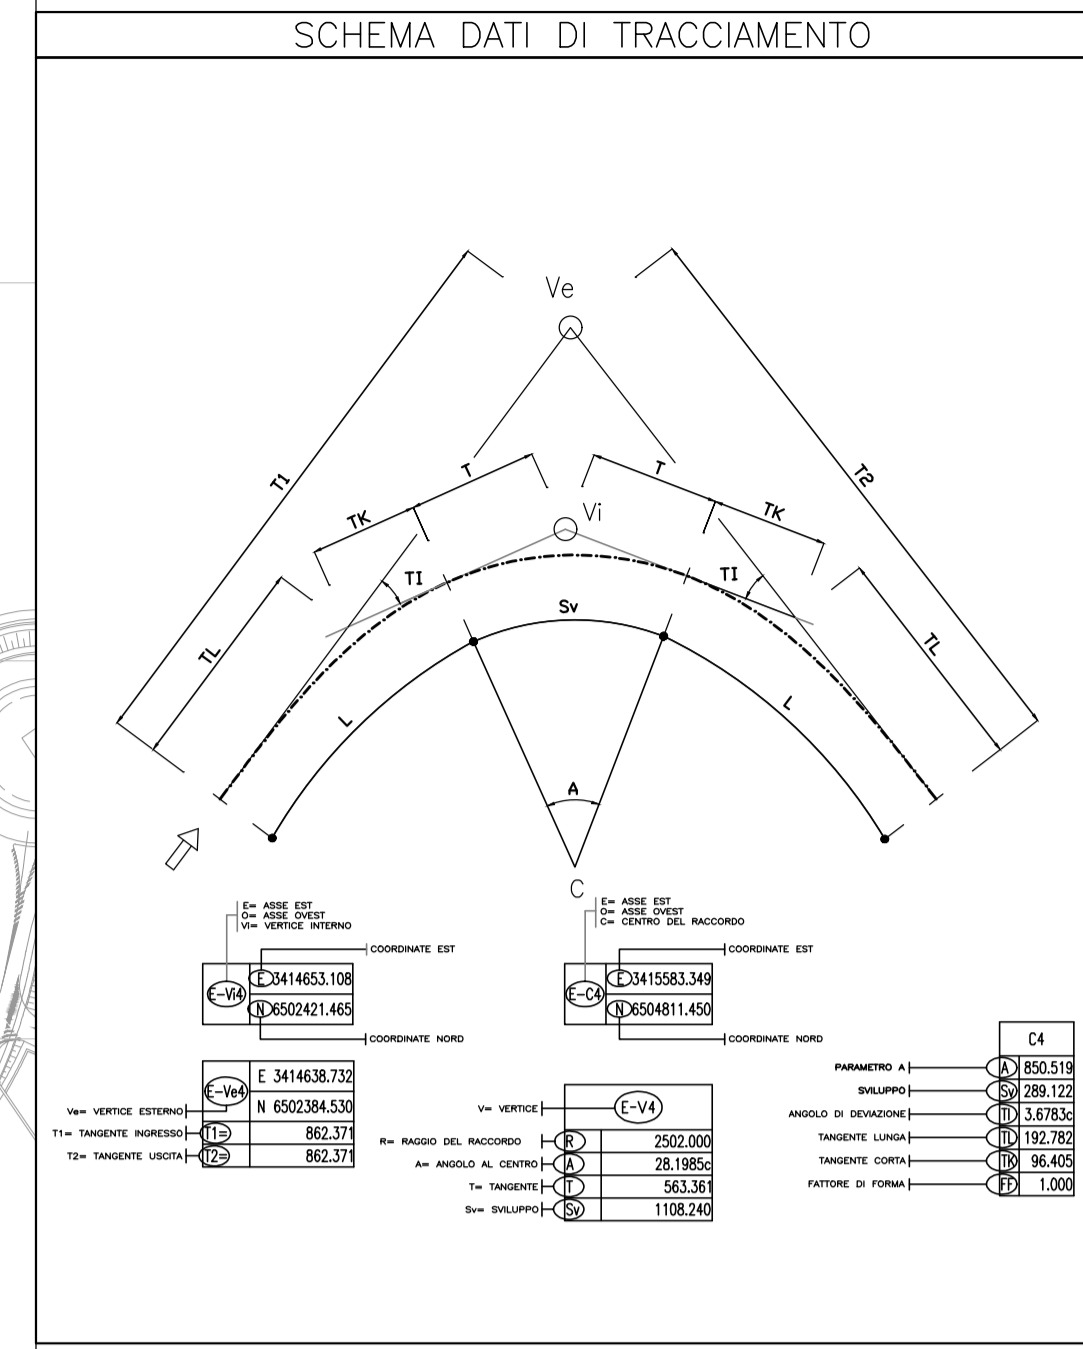 SCHEMA DATI DI TRACCIAMENTO
Ve
T1
T
T
T2
TK
Vi
TK
TI
TI
TL
Sv
TL
L
L
A
C
E= ASSE EST
O= ASSE OVEST
Vi= VERTICE INTERNO
COORDINATE EST
E-Vi4
E 3414653.108
N 6502421.465
COORDINATE NORD
E= ASSE EST
O= ASSE OVEST
C= CENTRO DEL RACCORDO
COORDINATE EST
E-C4
E 3415583.349
N 6504811.450
COORDINATE NORD
E-Ve4
E 3414638.732
N 6502384.530
Ve= VERTICE ESTERNO
T1= TANGENTE INGRESSO T1= 862.371
T2= TANGENTE USCITA T2= 862.371
V= VERTICE E-V4
R= RAGGIO DEL RACCORDO R 2502.000
A= ANGOLO AL CENTRO A 28.1985c
T= TANGENTE T 563.361
Sv= SVILUPPO Sv 1108.240
C4
PARAMETRO A A 850.519
SVILUPPO Sv 289.122
ANGOLO DI DEVIAZIONE TI 3.6783c
TANGENTE LUNGA TL 192.782
TANGENTE CORTA TK 96.405
FATTORE DI FORMA FF 1.000